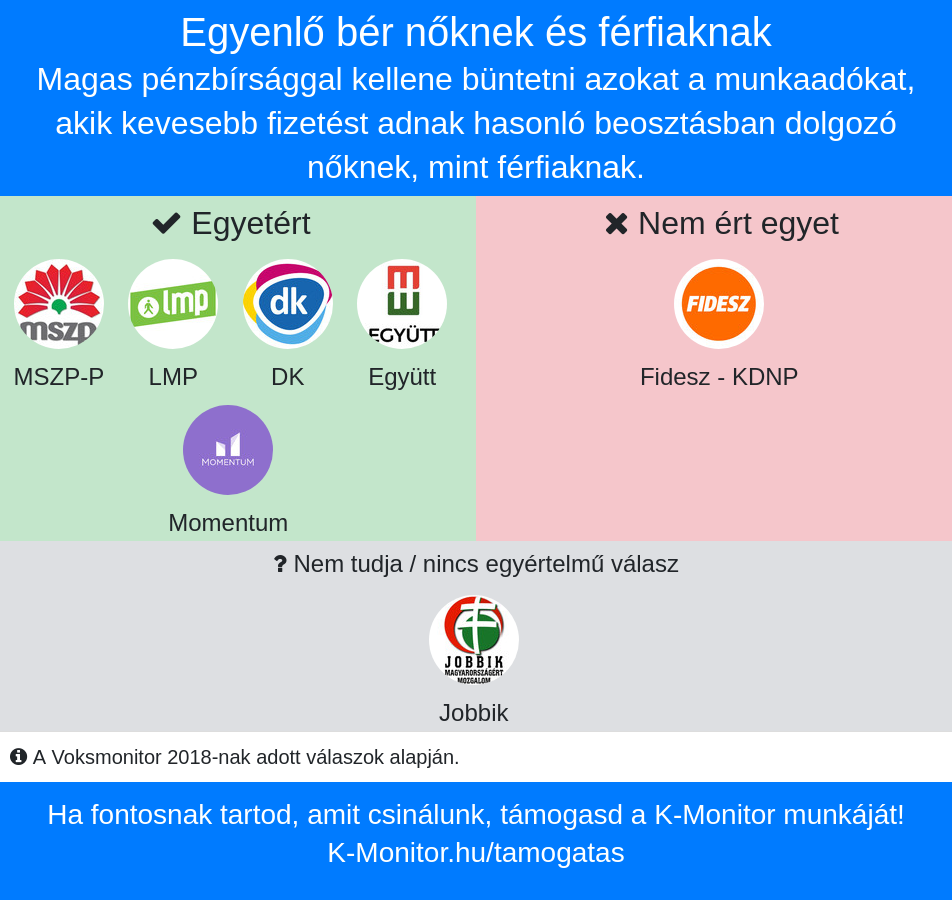 Egyenlő bér nőknek és férfiaknak
Magas pénzbírsággal kellene büntetni azokat a munkaadókat,
akik kevesebb fizetést adnak hasonló beosztásban dolgozó
nőknek, mint férfiaknak.
✔ Egyetért
✖ Nem ért egyet
mszp
lmp
dk
EGYÜTT
FIDESZ
MSZP-P
LMP
DK
Együtt
Fidesz - KDNP
MOMENTUM
Momentum
? Nem tudja / nincs egyértelmű válasz
JOBBIK
MAGYARORSZÁGÉRT
MOZGALOM
Jobbik
A Voksmonitor 2018-nak adott válaszok alapján.
Ha fontosnak tartod, amit csinálunk, támogasd a K-Monitor munkáját!
K-Monitor.hu/tamogatas